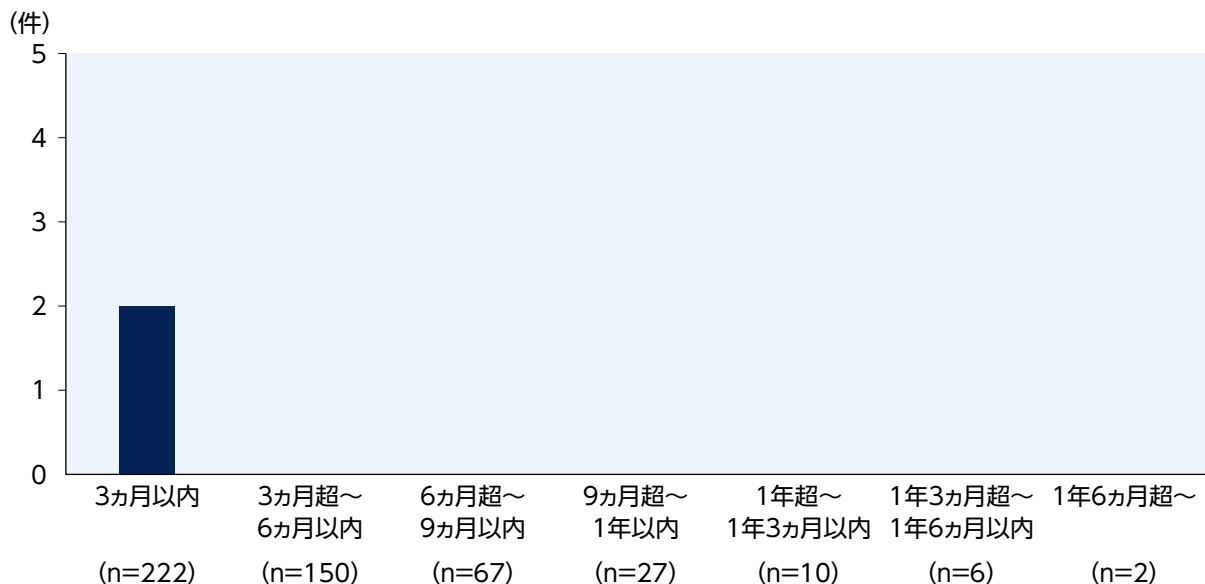 (件)
5
4
3
2
1
0
3ヵ月以内
3ヵ月超～
6ヵ月以内
6ヵ月超～
9ヵ月以内
9ヵ月超～
1年以内
1年超～
1年3ヵ月以内
1年3ヵ月超～
1年6ヵ月以内
1年6ヵ月超～
(n=222)
(n=150)
(n=67)
(n=27)
(n=10)
(n=6)
(n=2)